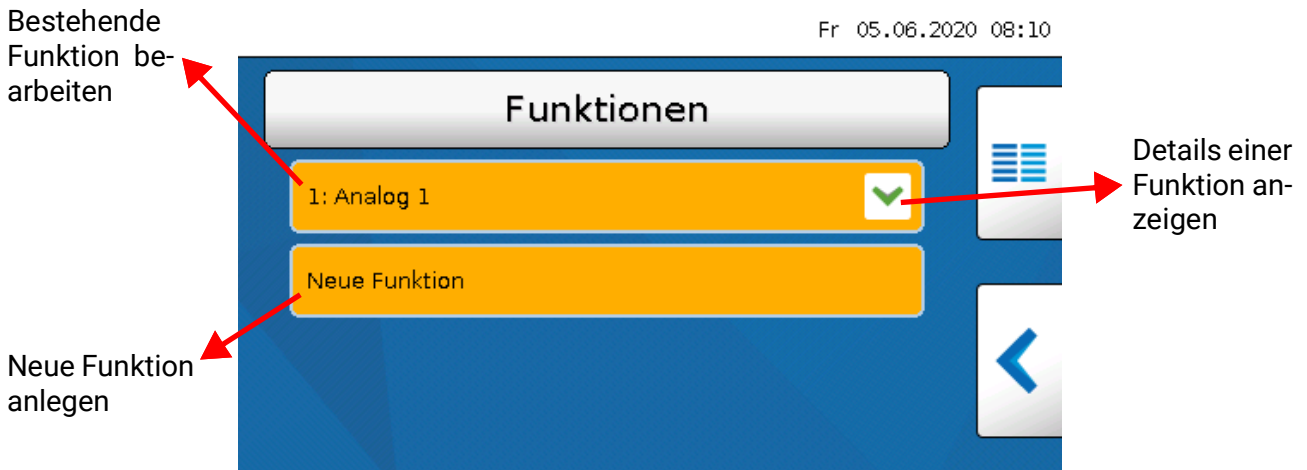 Bestehende
Funktion be-
arbeiten
Fr 05.06.2020 08:10
Funktionen
1: Analog 1
Details einer
Funktion an-
zeigen
Neue Funktion
Neue Funktion
anlegen